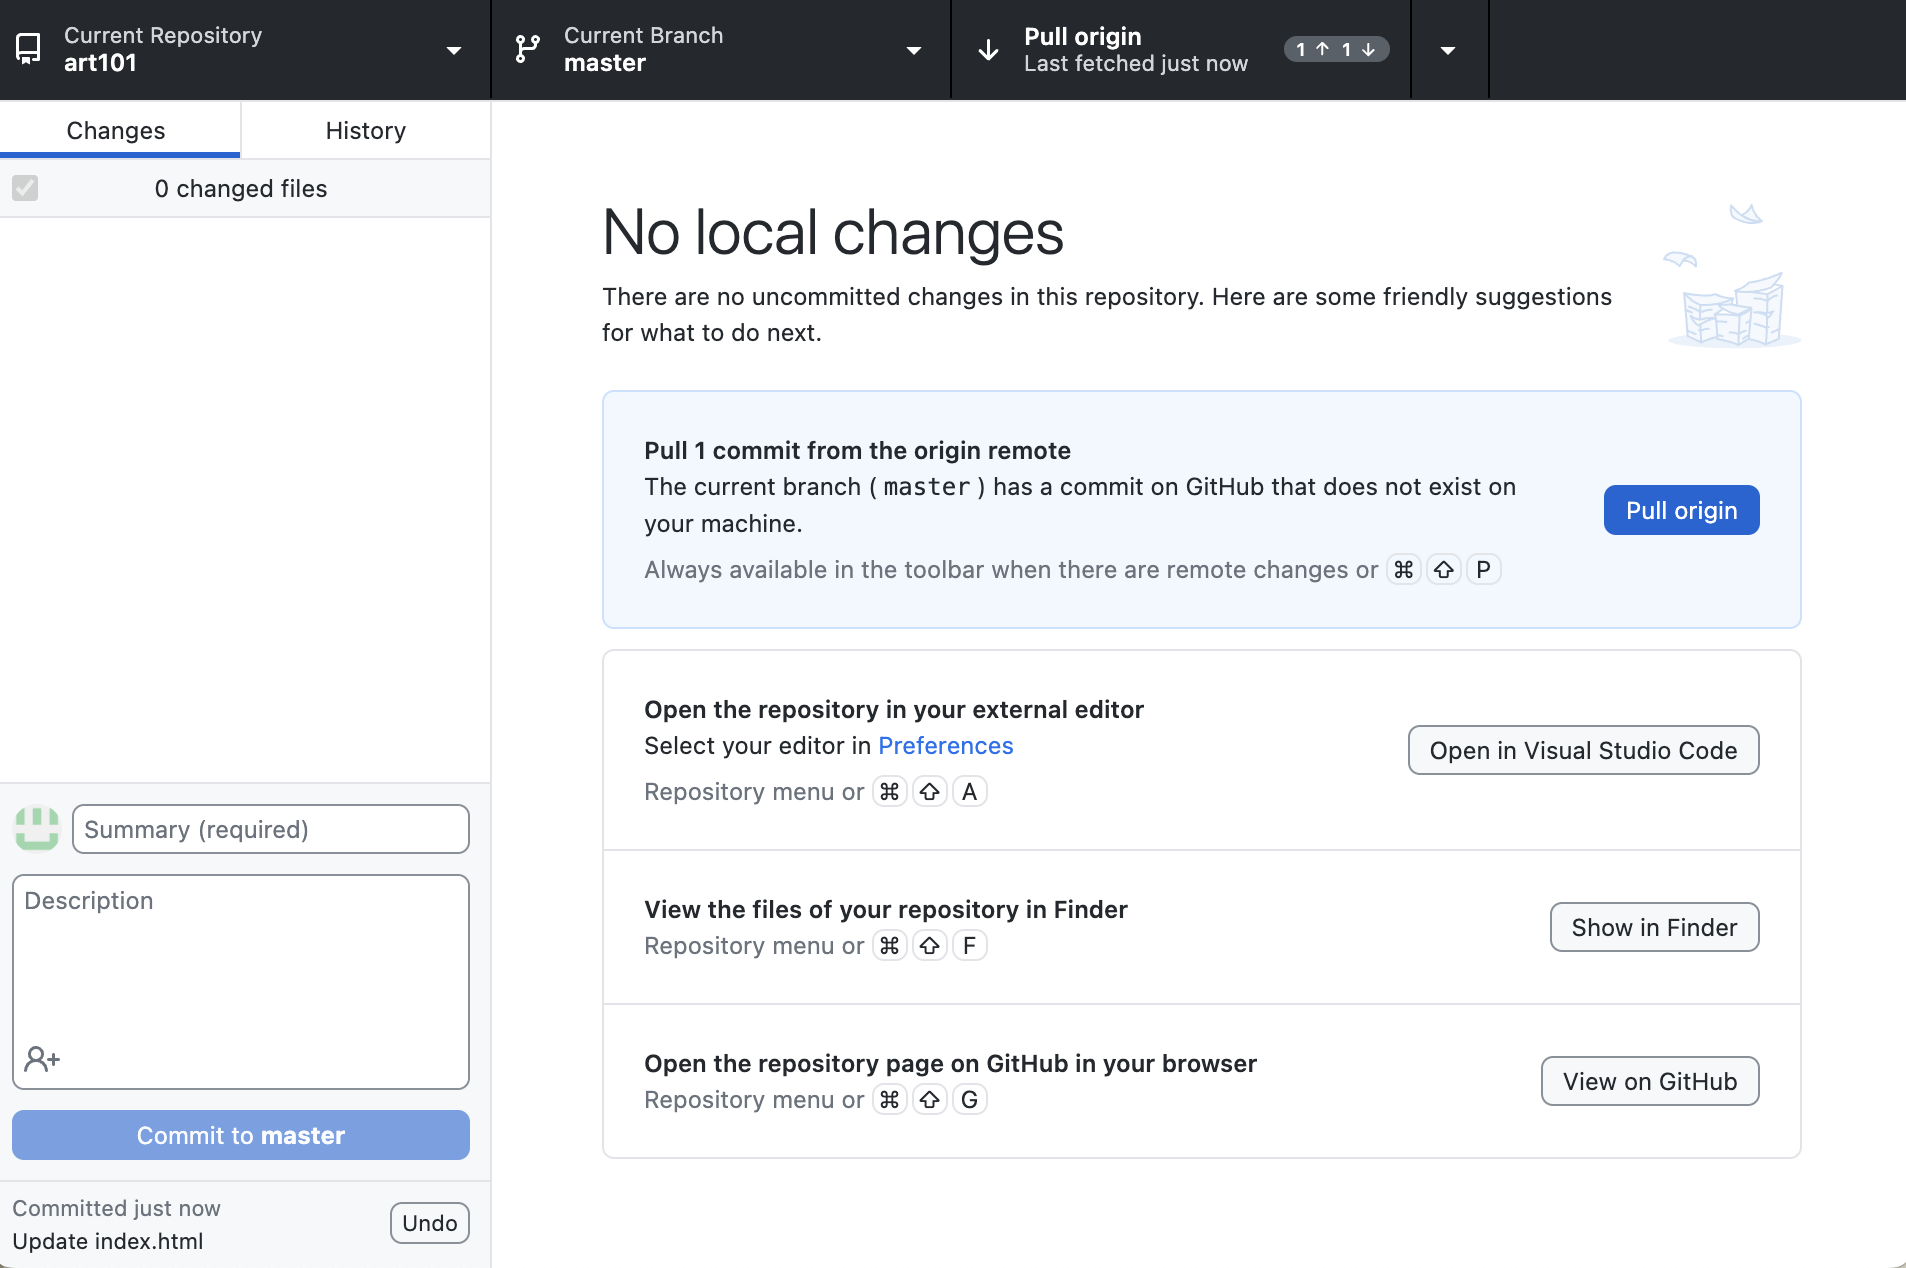 Current Repository
art101
Current Branch
master
Pull origin
Last fetched just now
1 ↑ 1 ↓
Changes
History
0 changed files
No local changes
There are no uncommitted changes in this repository. Here are some friendly suggestions
for what to do next.
Pull 1 commit from the origin remote
The current branch ( master ) has a commit on GitHub that does not exist on
your machine.
Always available in the toolbar when there are remote changes or ⌘ ⇧ P
Pull origin
Open the repository in your external editor
Select your editor in Preferences
Repository menu or ⌘ ⇧ A
Open in Visual Studio Code
View the files of your repository in Finder
Repository menu or ⌘ ⇧ F
Show in Finder
Open the repository page on GitHub in your browser
Repository menu or ⌘ ⇧ G
View on GitHub
Summary (required)
Description
Commit to master
Committed just now
Update index.html
Undo